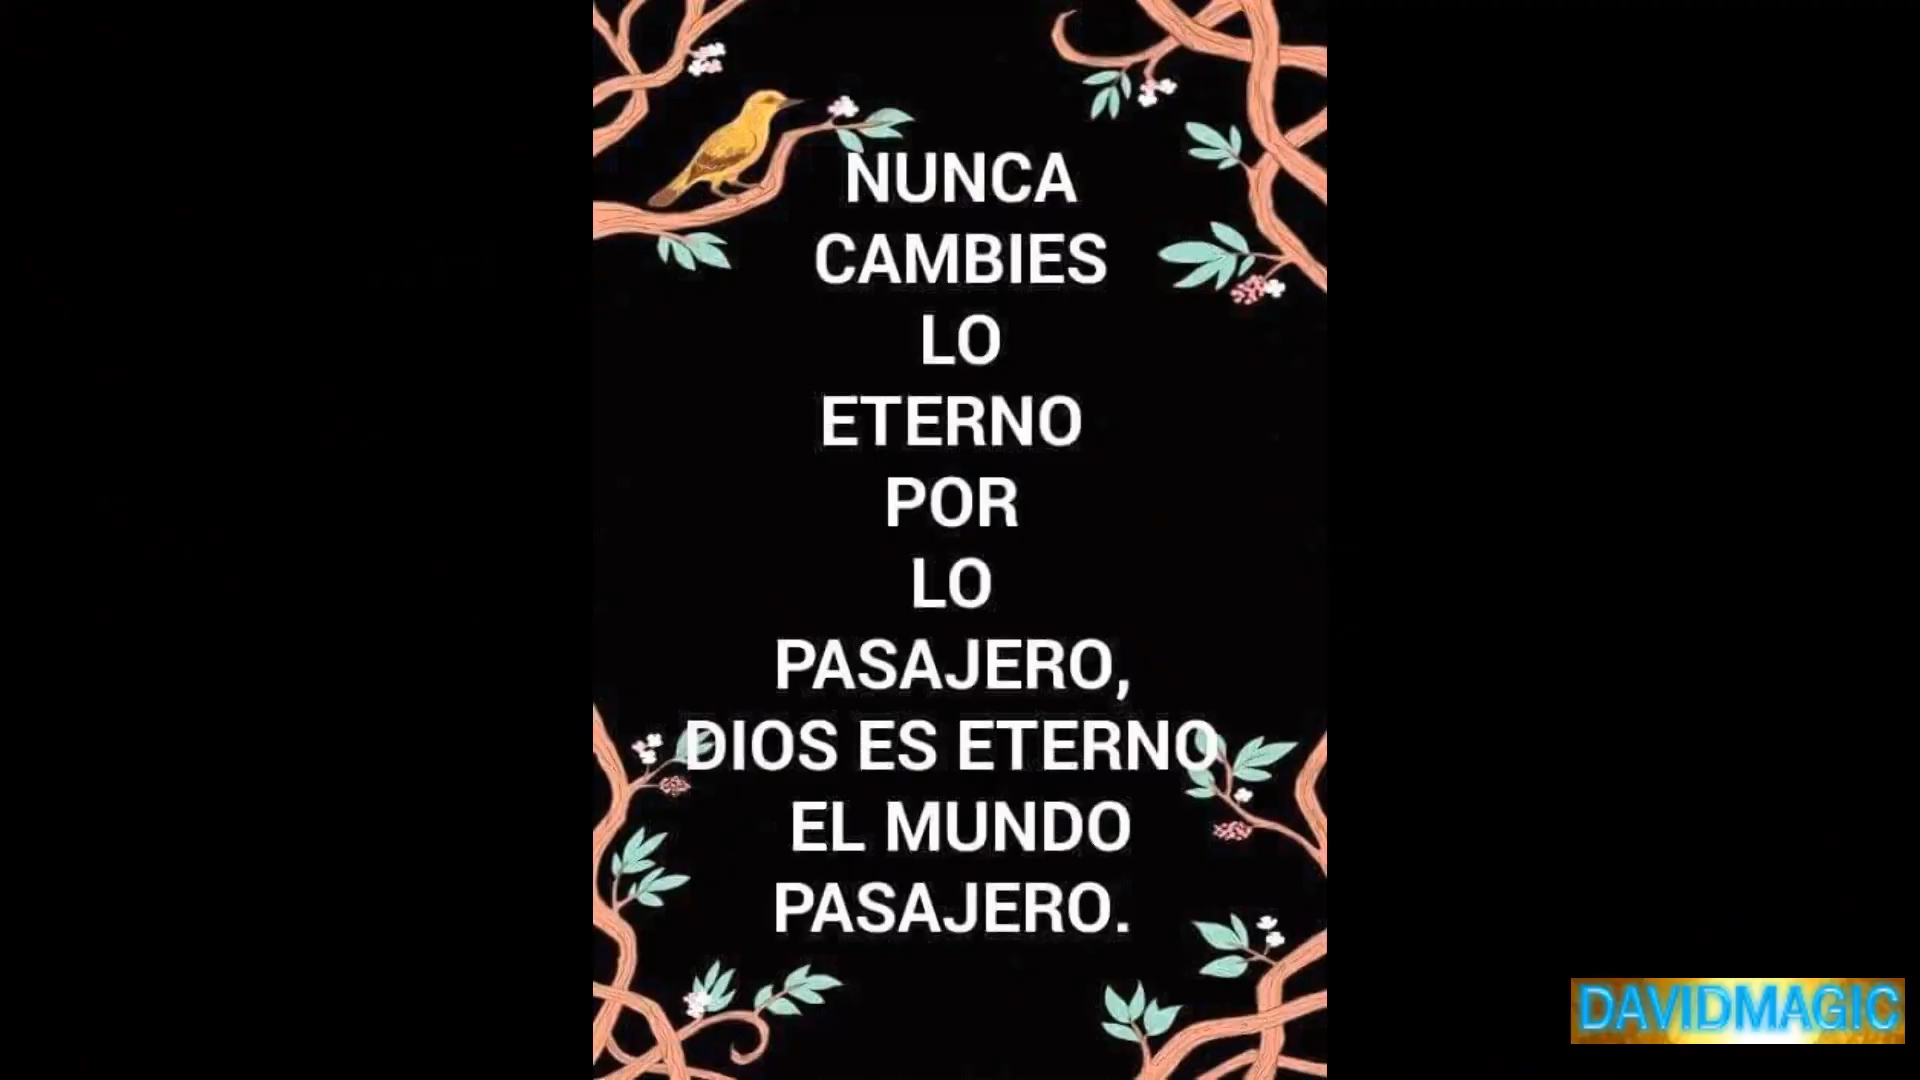 NUNCA
CAMBIES
LO
ETERNO
POR
LO
PASAJERO,
DIOS ES ETERNO
EL MUNDO
PASAJERO.
DAVIDMAGIC